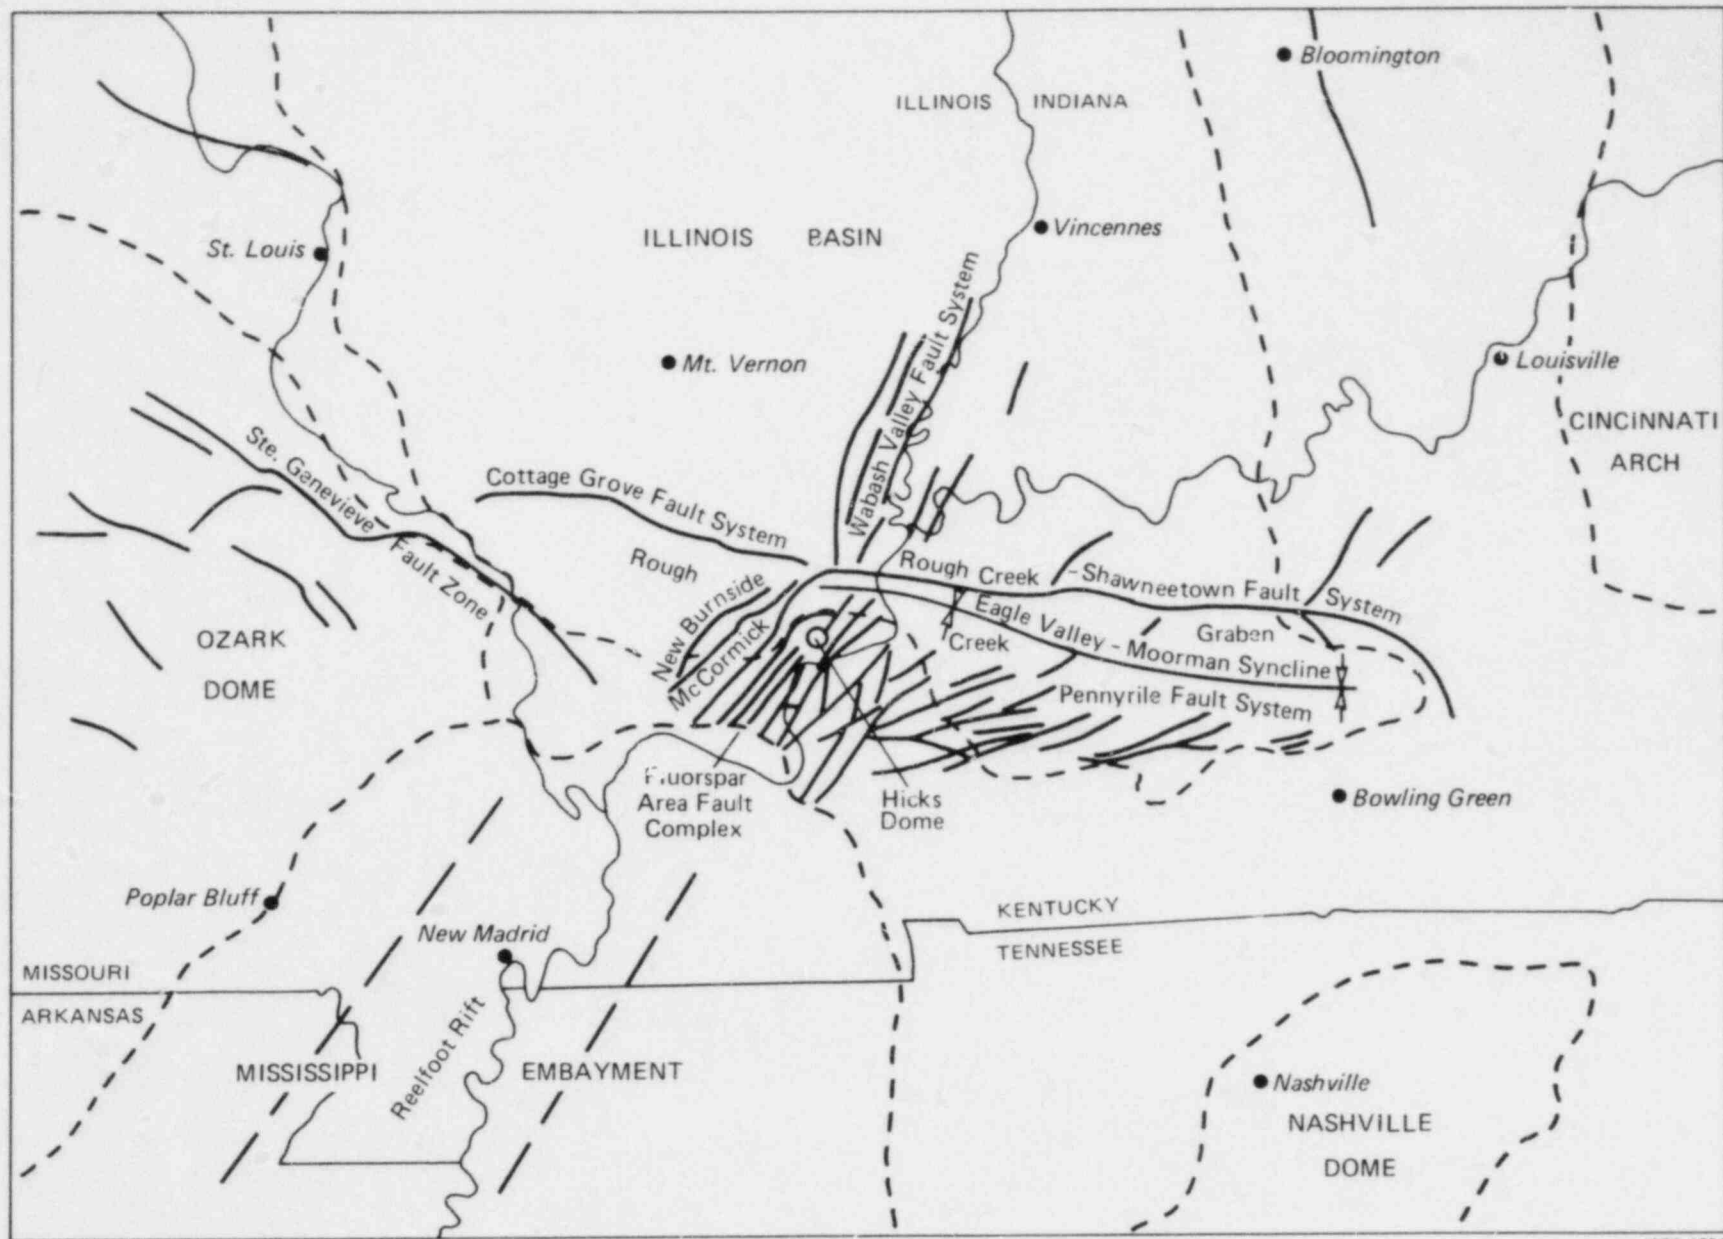 Bloomington
ILLINOIS INDIANA
St. Louis
ILLINOIS BASIN
Vincennes
Mt. Vernon
Wabash Valley Fault System
Louisville
CINCINNATI
ARCH
Ste. Genevieve Fault Zone
Cottage Grove Fault System
Rough
New Burnside
McCormick
Rough Creek - Shawneetown Fault System
Eagle Valley - Moorman Syncline
Creek
Graben
Pennyrile Fault System
OZARK
DOME
Fluorspar
Area Fault
Complex
Hicks
Dome
Bowling Green
Poplar Bluff
New Madrid
KENTUCKY
TENNESSEE
MISSOURI
ARKANSAS
Reelfoot Rift
MISSISSIPPI EMBAYMENT
Nashville
NASHVILLE
DOME